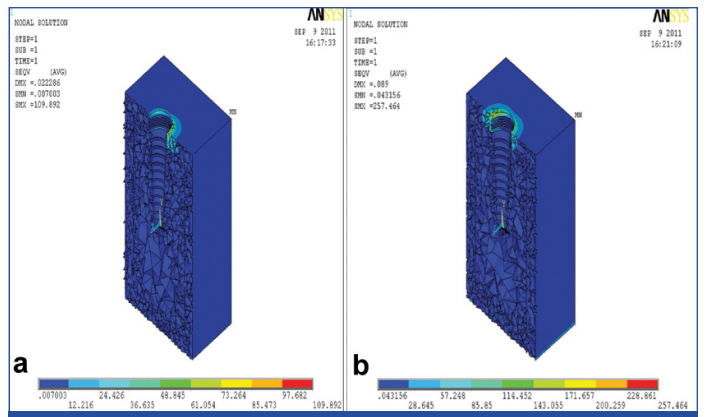 1
ANSYS
NODAL SOLUTION
SEP 9 2011
16:17:33
STEP=1
SUB =1
TIME=1
SEQV (AVG)
DMX =.022286
SMN =.007003
SMX =109.892
MX
a
.007003 24.426 48.845 73.264 97.682
12.216 36.635 61.054 85.473 109.892
1
ANSYS
NODAL SOLUTION
SEP 9 2011
16:21:09
STEP=1
SUB =1
TIME=1
SEQV (AVG)
DMX =.089
SMN =.043156
SMX =257.464
MN
b
.043156 57.268 114.452 171.657 228.861
28.645 85.85 143.055 200.259 257.464